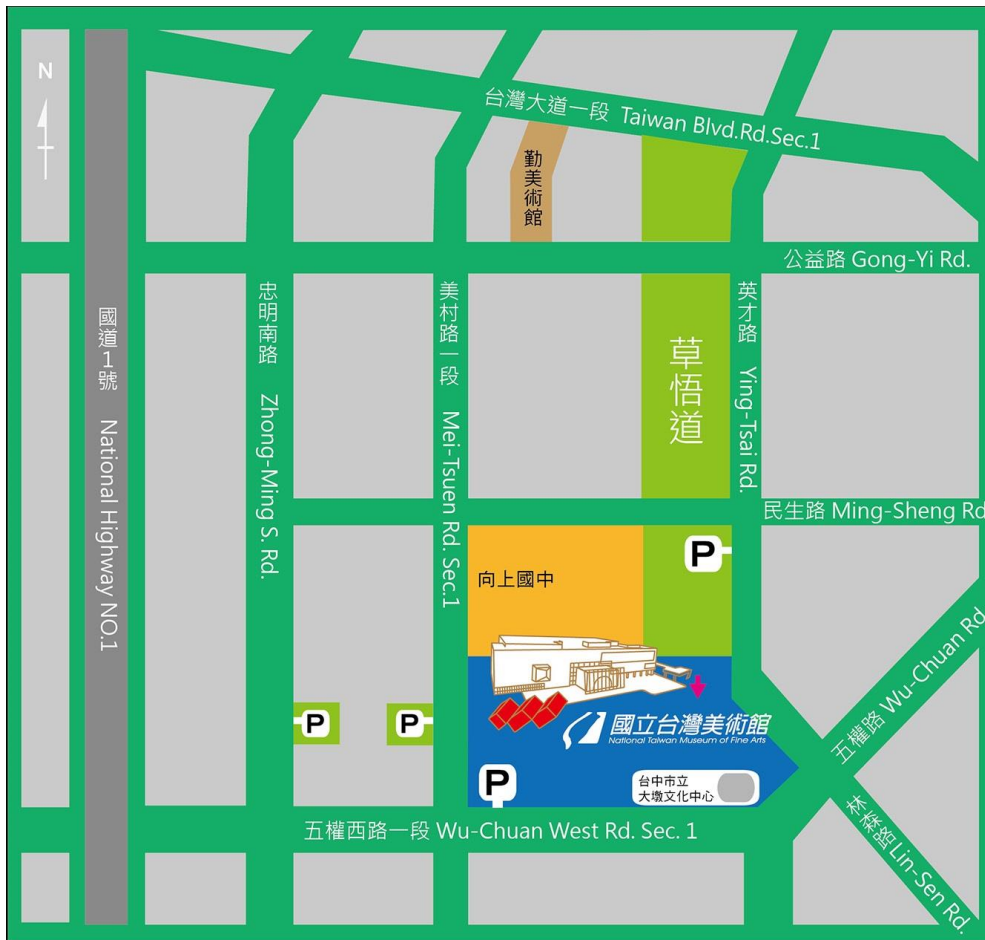 N
台灣大道一段 Taiwan Blvd.Rd.Sec.1
勤美術館
公益路 Gong-Yi Rd.
國道1號 National Highway NO.1
忠明南路 Zhong-Ming S. Rd.
美村路一段 Mei-Tsuen Rd. Sec.1
草悟道
英才路 Ying-Tsai Rd.
民生路 Ming-Sheng Rd
P
向上國中
五權路 Wu-Chuan Rd
P
P
國立台灣美術館
National Taiwan Museum of Fine Arts
P
台中市立
大墩文化中心
五權西路一段 Wu-Chuan West Rd. Sec. 1
林森路 Lin-Sen Rd.